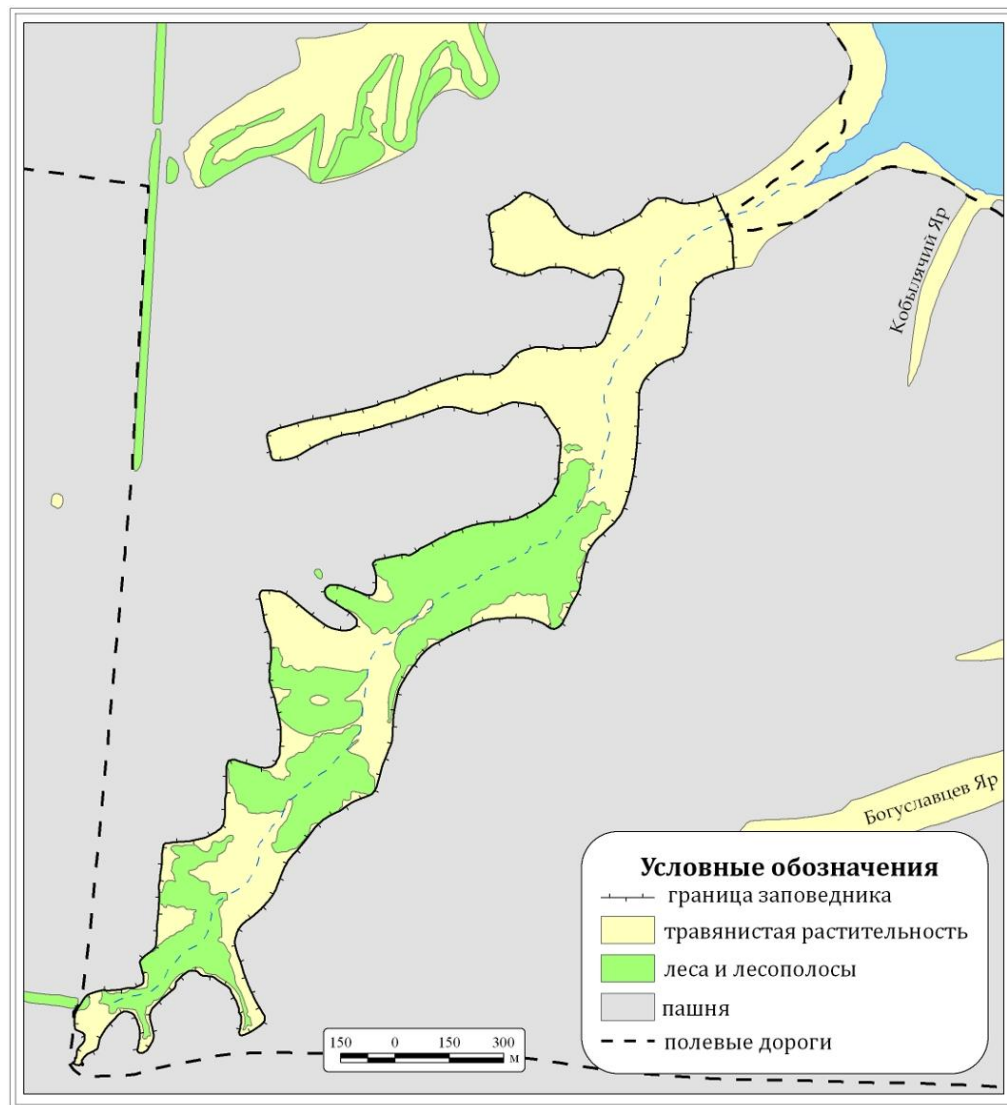 Кобылячий Яр
Богуславцев Яр
Условные обозначения
граница заповедника
травянистая растительность
леса и лесополосы
пашня
полевые дороги
150 0 150 300
м